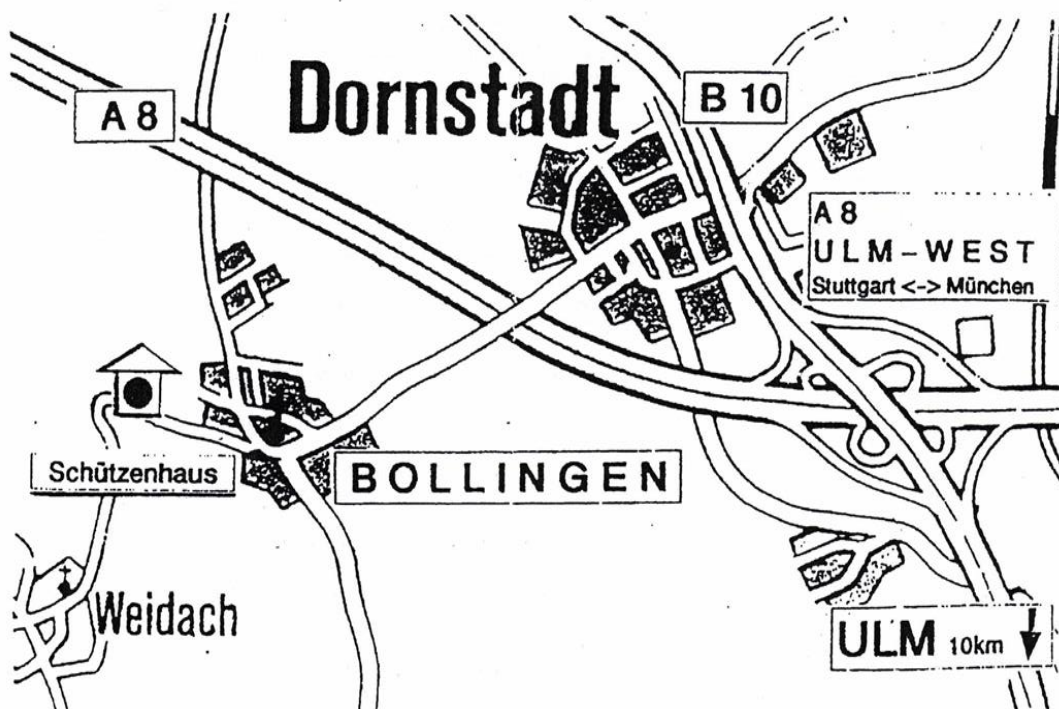 Dornstadt
A 8
B 10
A 8
ULM-WEST
Stuttgart <-> München
Schützenhaus
BOLLINGEN
Weidach
ULM 10km